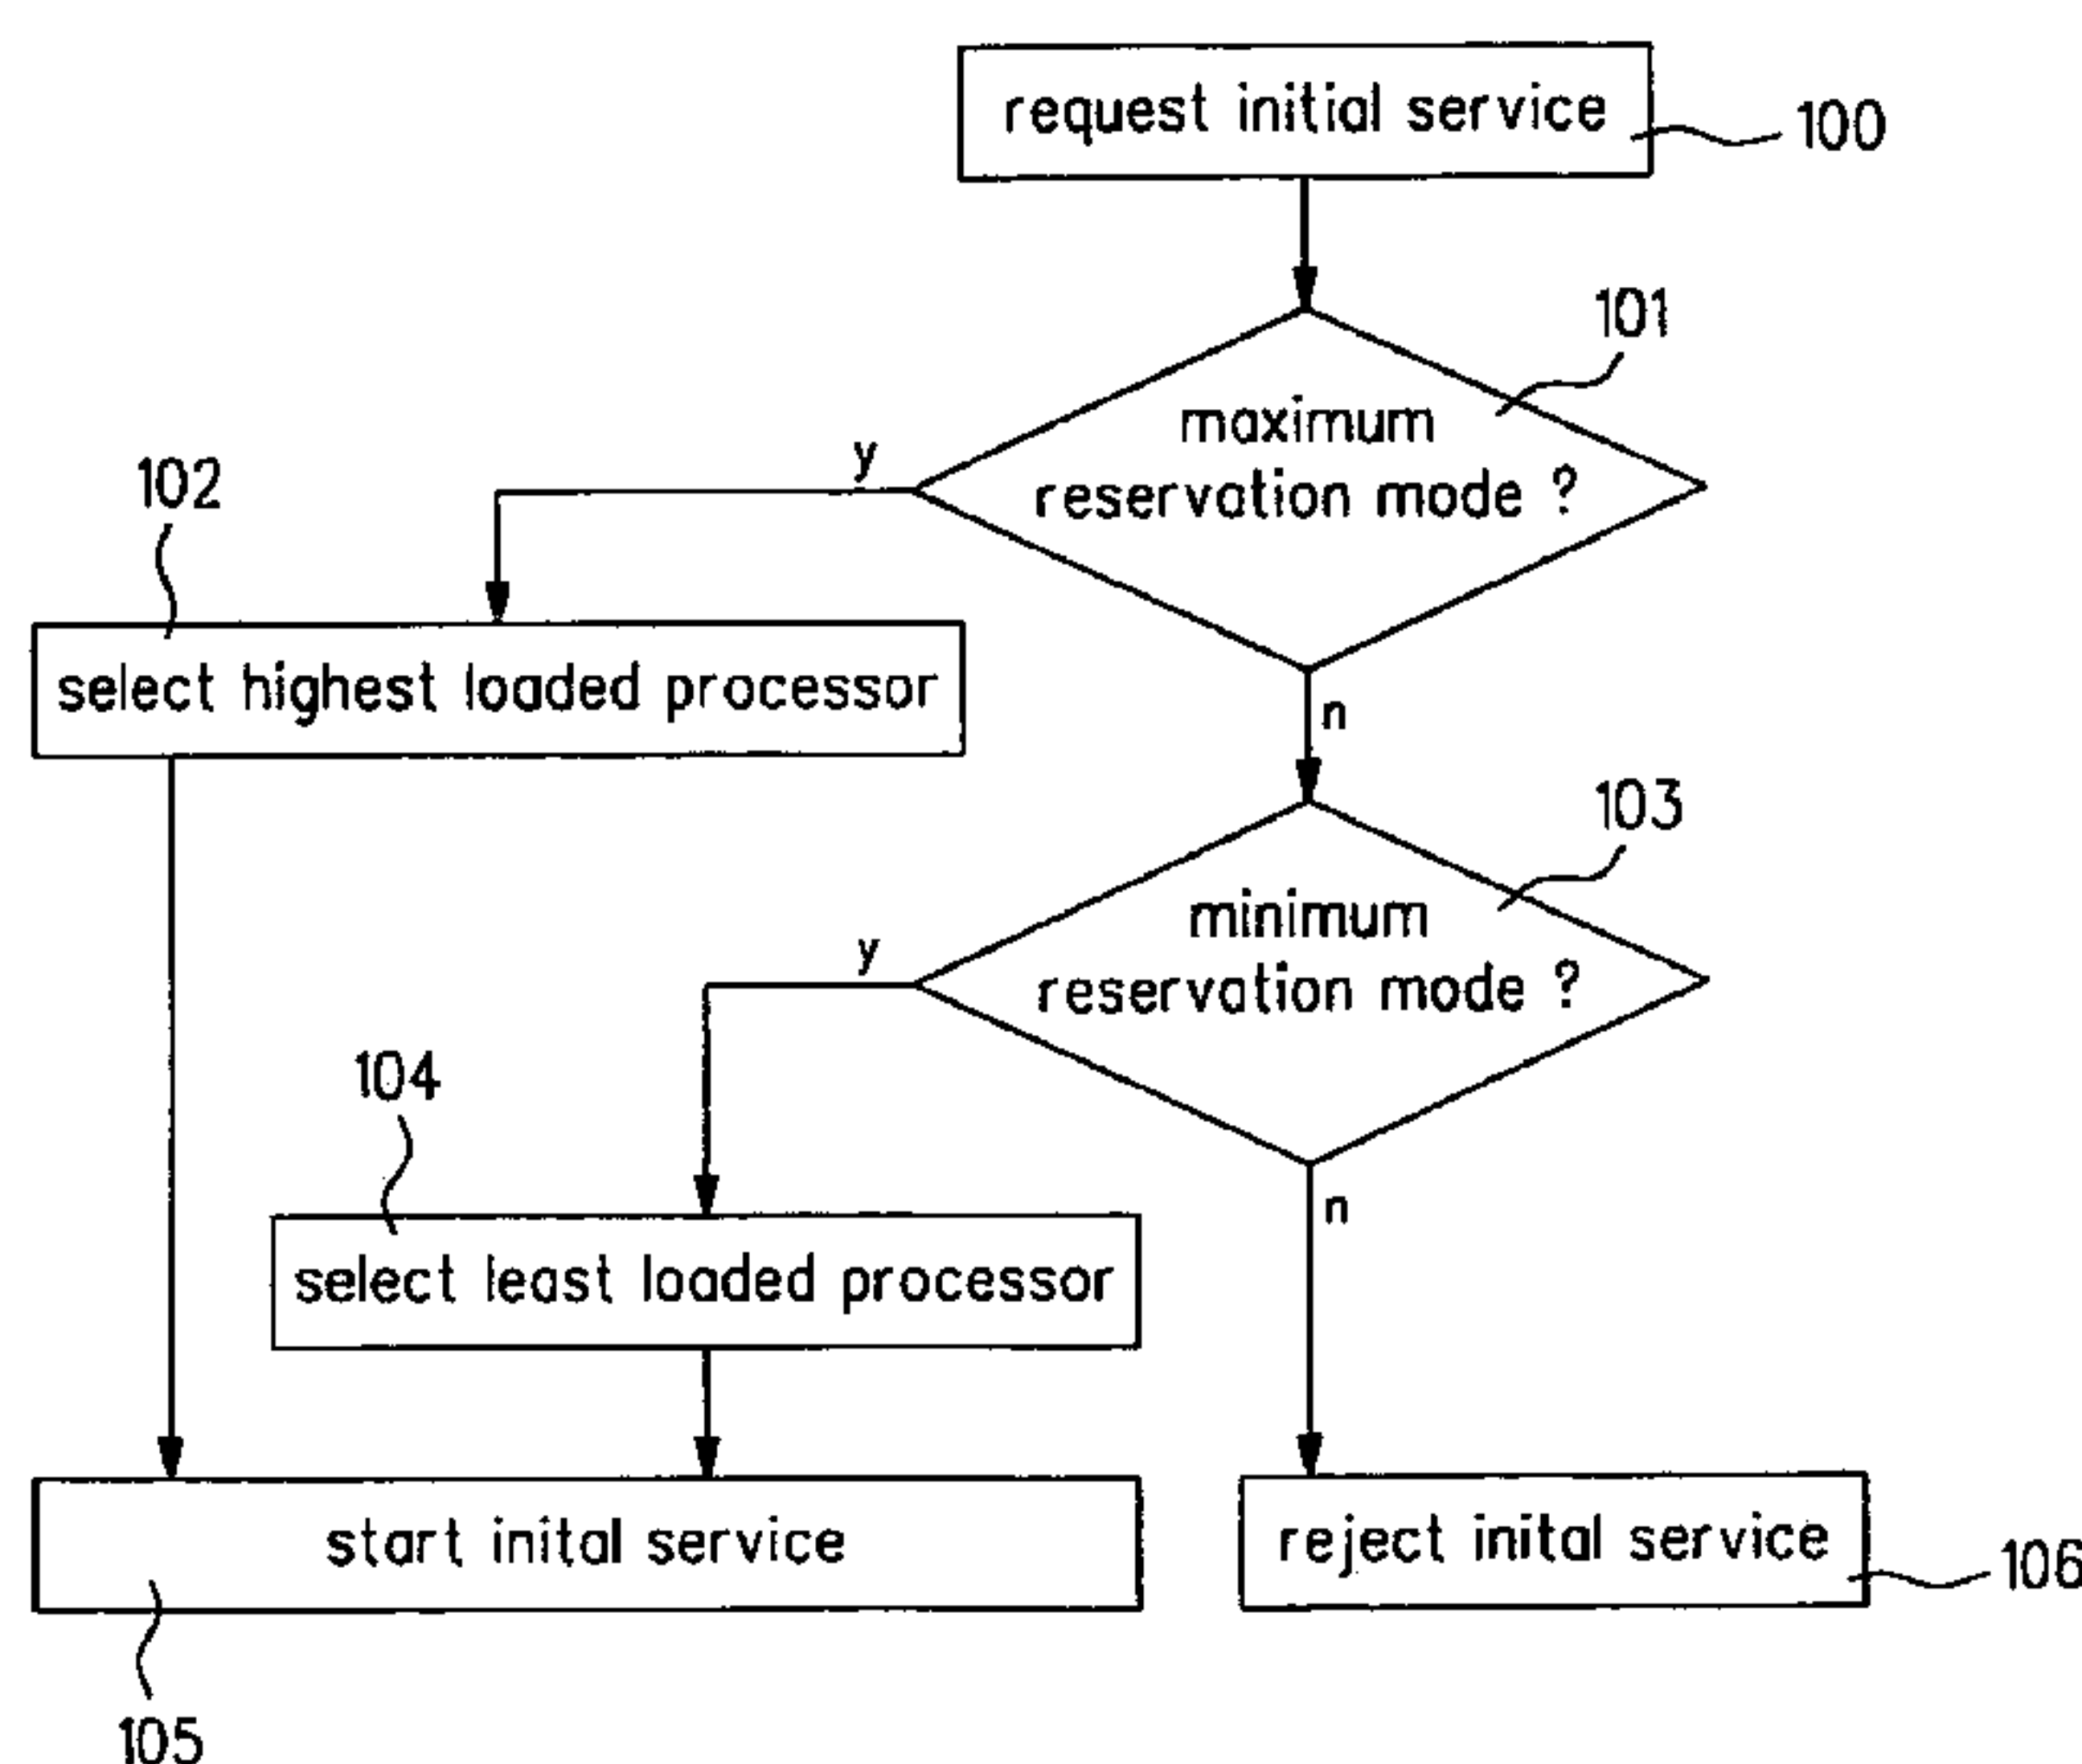 request initial service
100
101
maximum
reservation mode ?
y
102
select highest loaded processor
n
103
minimum
reservation mode ?
y
104
select least loaded processor
n
start inital service
reject inital service
106
105